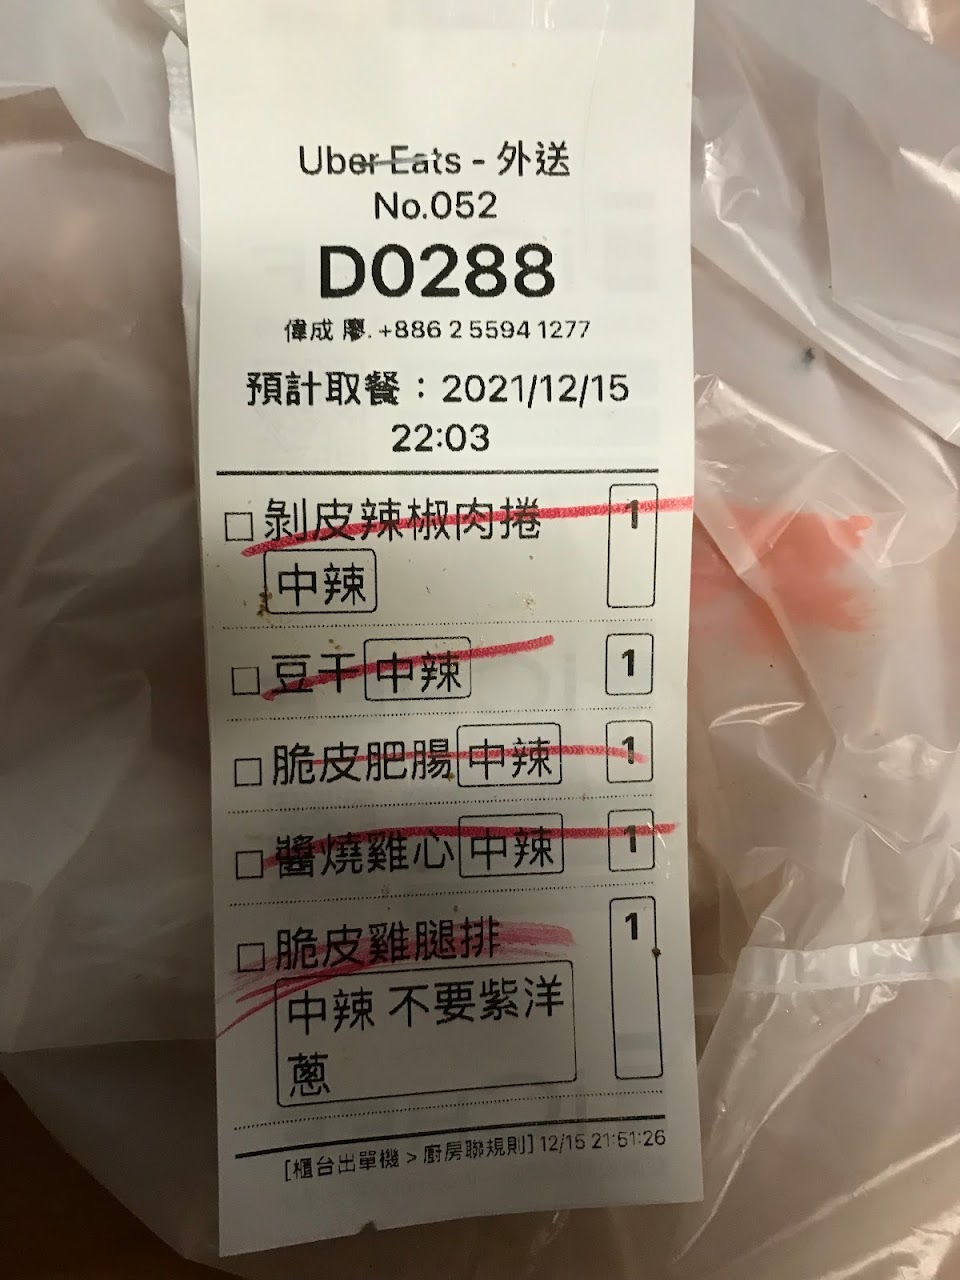 Uber Eats - 外送
No.052
D0288
偉成 廖. +886 2 5594 1277
預計取餐：2021/12/15
22:03
□剝皮辣椒肉捲 1
中辣
□豆干 中辣 1
□脆皮肥腸 中辣 1
□醬燒雞心 中辣 1
□脆皮雞腿排 1
中辣 不要紫洋
蔥
[櫃台出單機 > 廚房聯規則] 12/15 21:51:26